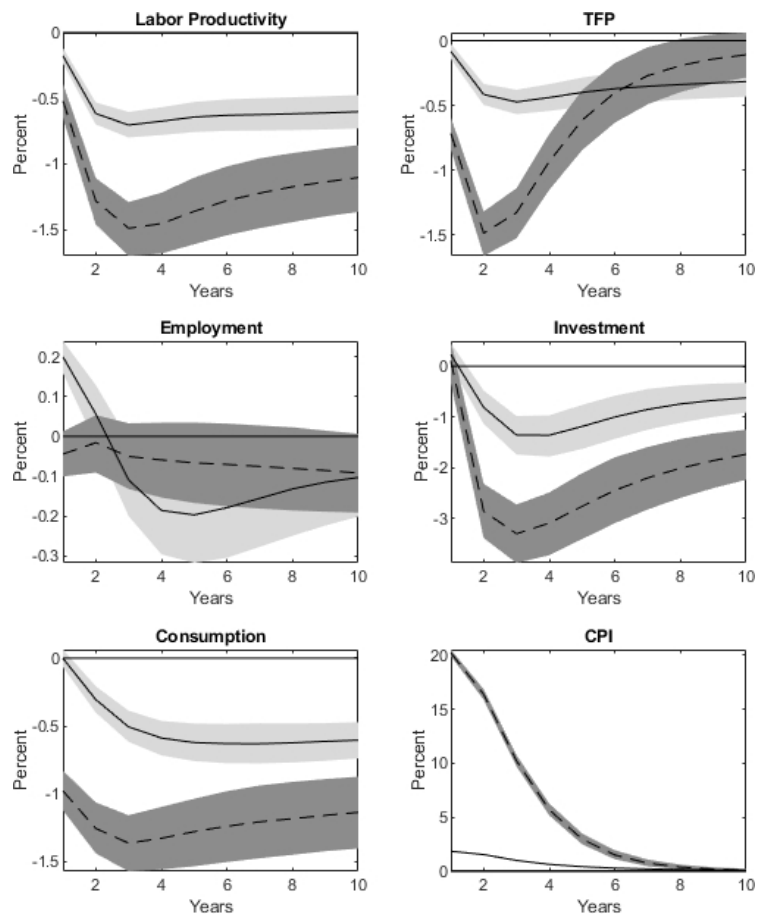 Labor Productivity
0
-0.5
-1
-1.5
Percent
2 4 6 8 10
Years
TFP
0
-0.5
-1
-1.5
Percent
2 4 6 8 10
Years
Employment
0.2
0.1
0
-0.1
-0.2
-0.3
Percent
2 4 6 8 10
Years
Investment
0
-1
-2
-3
Percent
2 4 6 8 10
Years
Consumption
0
-0.5
-1
-1.5
Percent
2 4 6 8 10
Years
CPI
20
15
10
5
0
Percent
2 4 6 8 10
Years